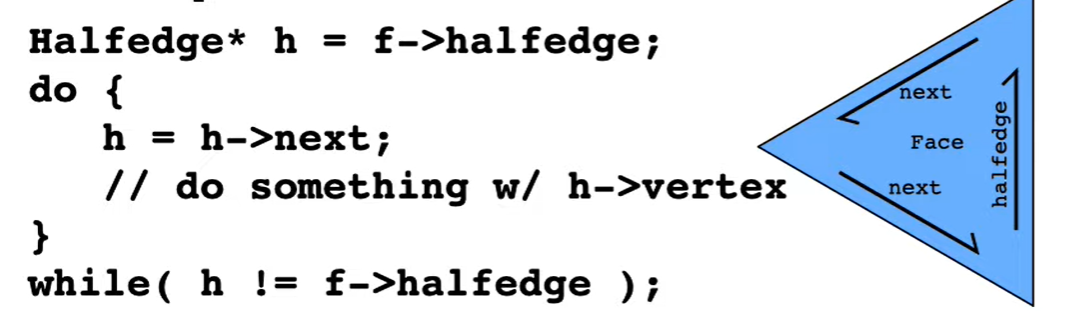 Halfedge* h = f->halfedge;
do {
h = h->next;
// do something w/ h->vertex
}
while( h != f->halfedge );
next
Face
next
halfedge